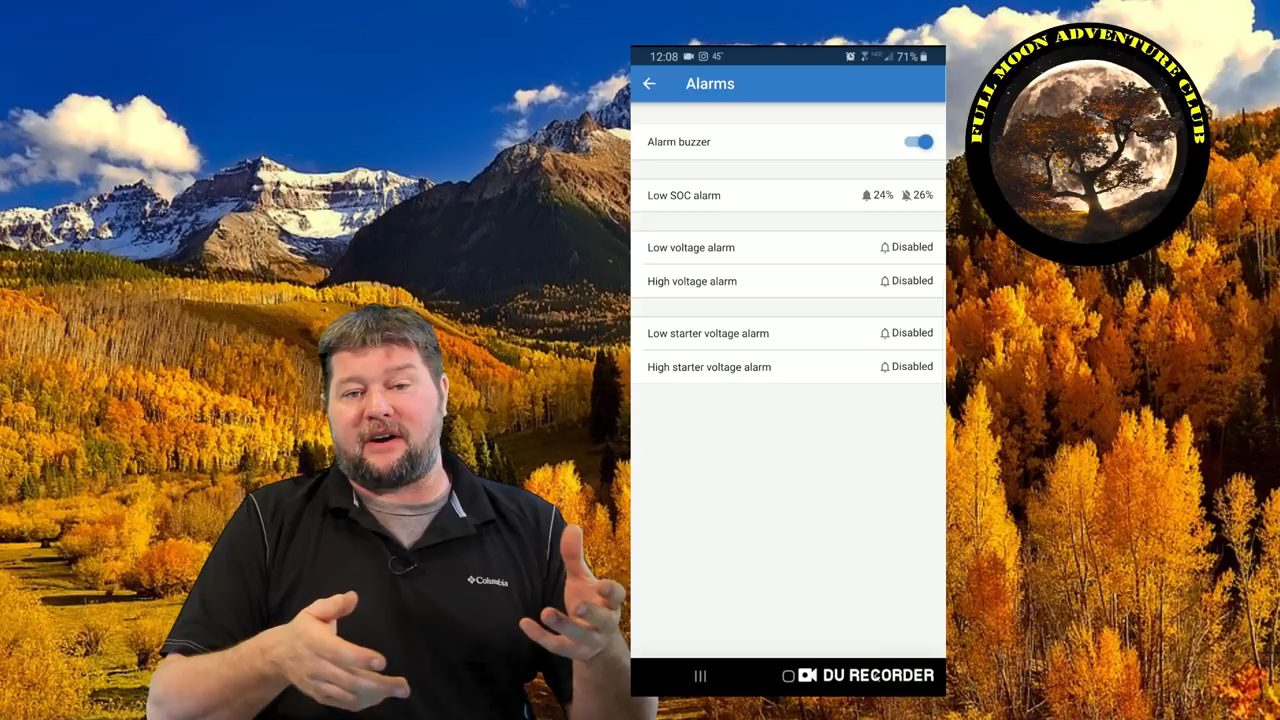 FULL MOON ADVENTURE CLUB
12:08 45° 71%
Alarms
Alarm buzzer
Low SOC alarm 24% 26%
Low voltage alarm Disabled
High voltage alarm Disabled
Low starter voltage alarm Disabled
High starter voltage alarm Disabled
Columbia
DU RECORDER